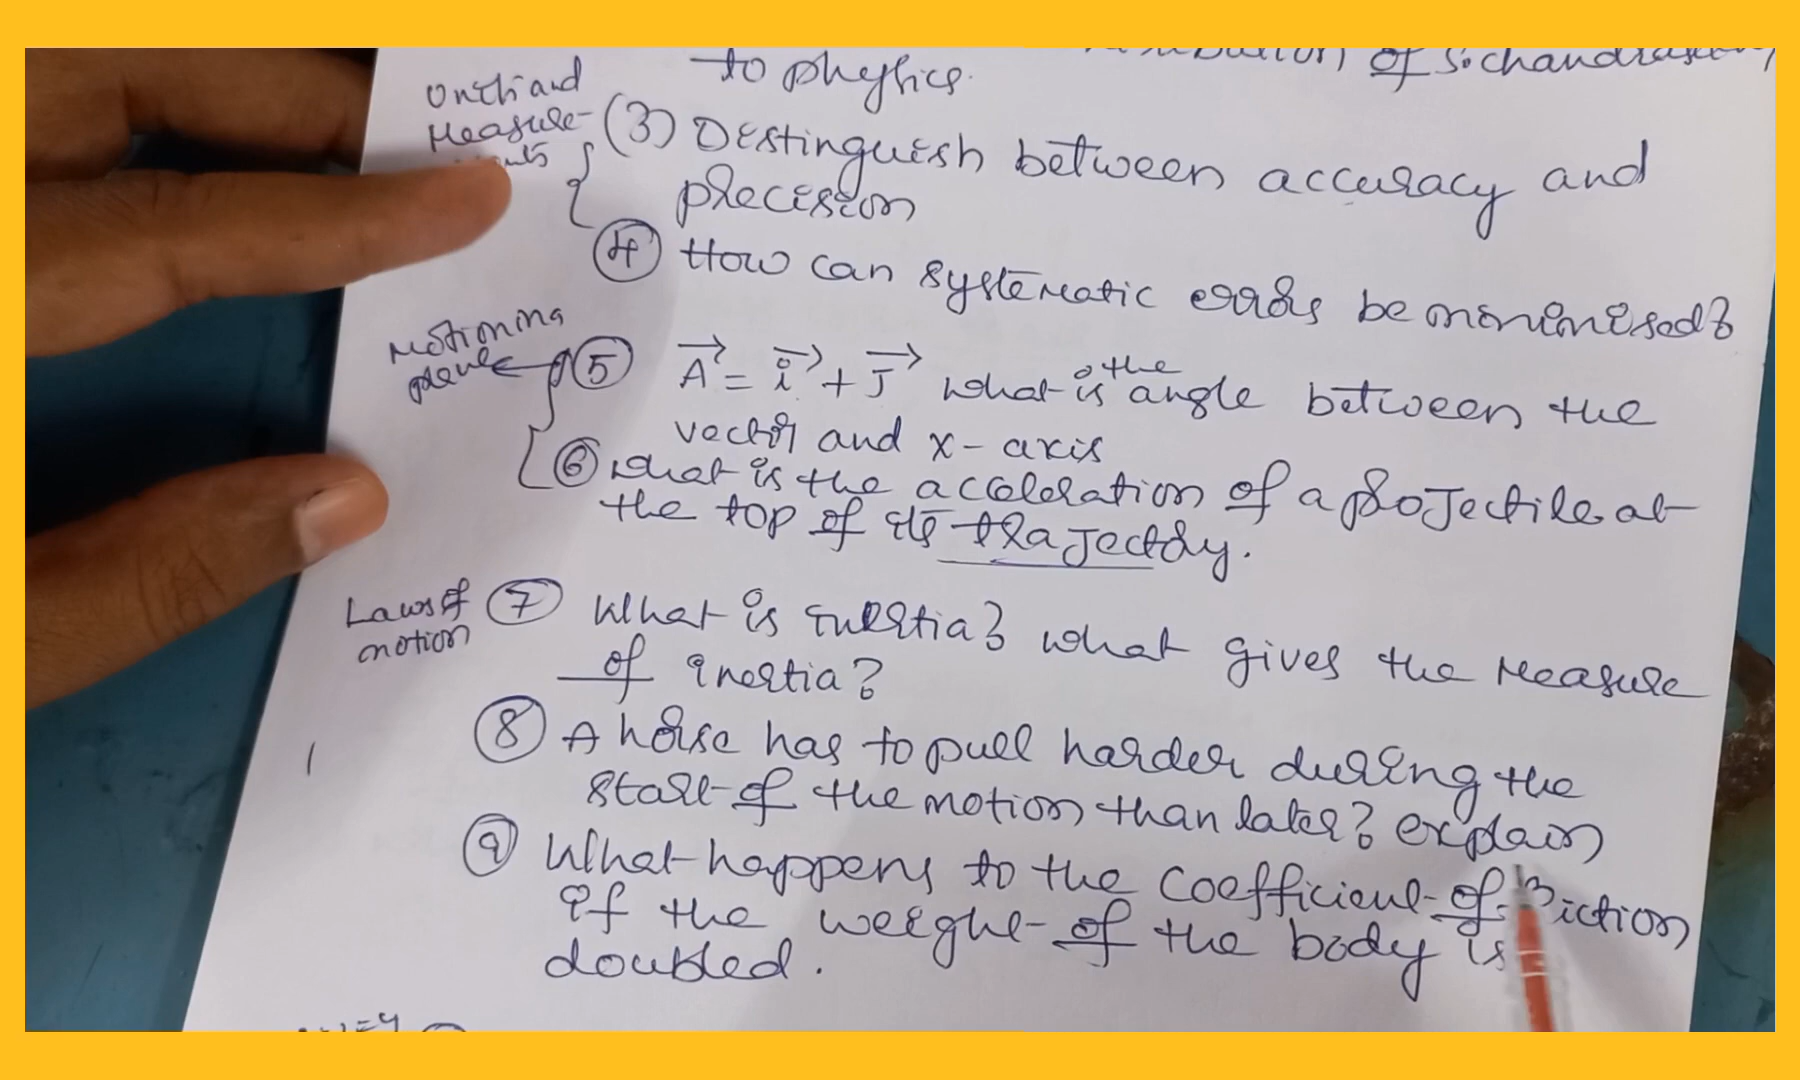 of S. chandrasekhar
to physics.
Units and
Measure-
ments
(3) Distinguish between accuracy and
precision
4 How can systematic errors be minimised?
Motion in a
plane
5 A = i + J what is the angle between the
vector and x-axis
6 what is the acceleration of a projectile at
the top of its trajectory.
Laws of
motion
7 What is inertia? what gives the measure
of inertia?
8 A horse has to pull harder during the
start of the motion than later? explain
9 What happens to the coefficient of friction
if the weight of the body is
doubled.